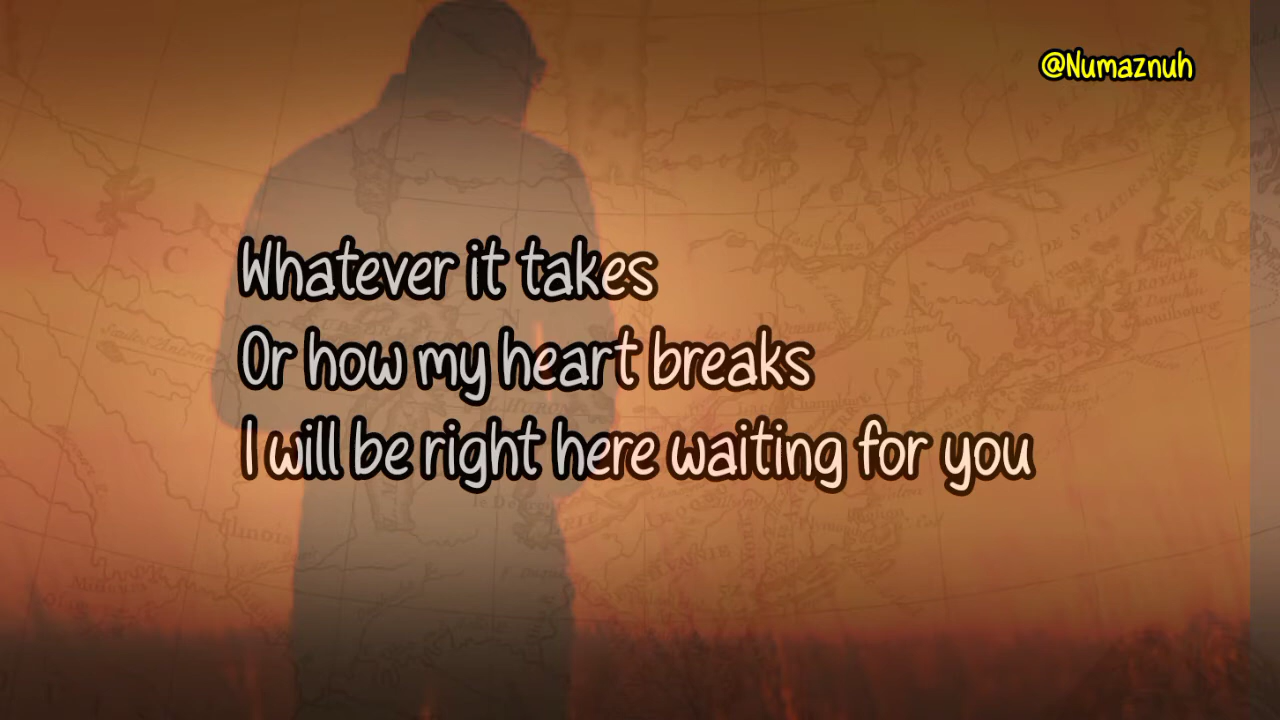 @Numaznuh
Whatever it takes
Or how my heart breaks
I will be right here waiting for you